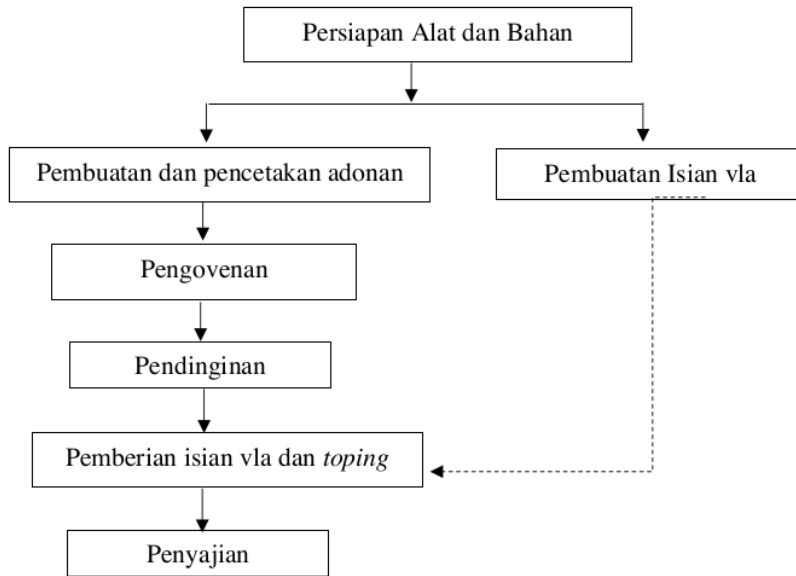 Persiapan Alat dan Bahan
Pembuatan dan pencetakan adonan
Pembuatan Isian vla
Pengovenan
Pendinginan
Pemberian isian vla dan toping
Penyajian